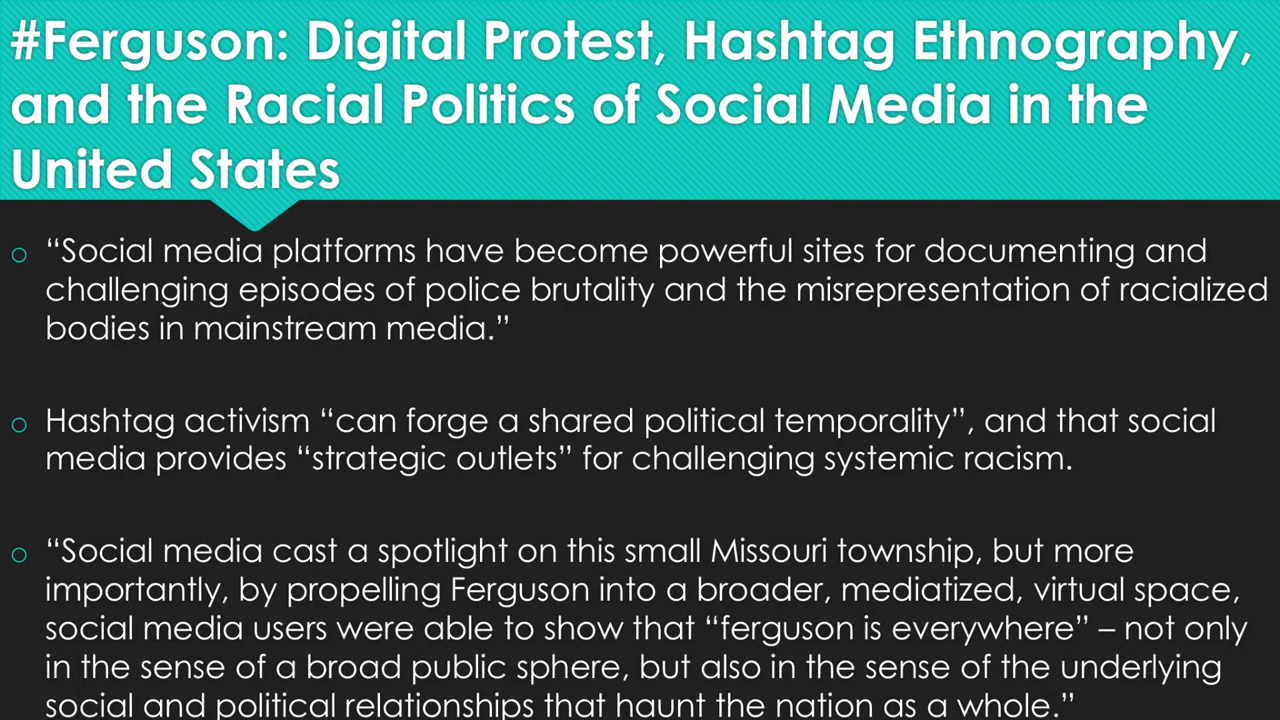 #Ferguson: Digital Protest, Hashtag Ethnography,
and the Racial Politics of Social Media in the
United States
“Social media platforms have become powerful sites for documenting and
challenging episodes of police brutality and the misrepresentation of racialized
bodies in mainstream media.”
Hashtag activism “can forge a shared political temporality”, and that social
media provides “strategic outlets” for challenging systemic racism.
“Social media cast a spotlight on this small Missouri township, but more
importantly, by propelling Ferguson into a broader, mediatized, virtual space,
social media users were able to show that “ferguson is everywhere” – not only
in the sense of a broad public sphere, but also in the sense of the underlying
social and political relationships that haunt the nation as a whole.”